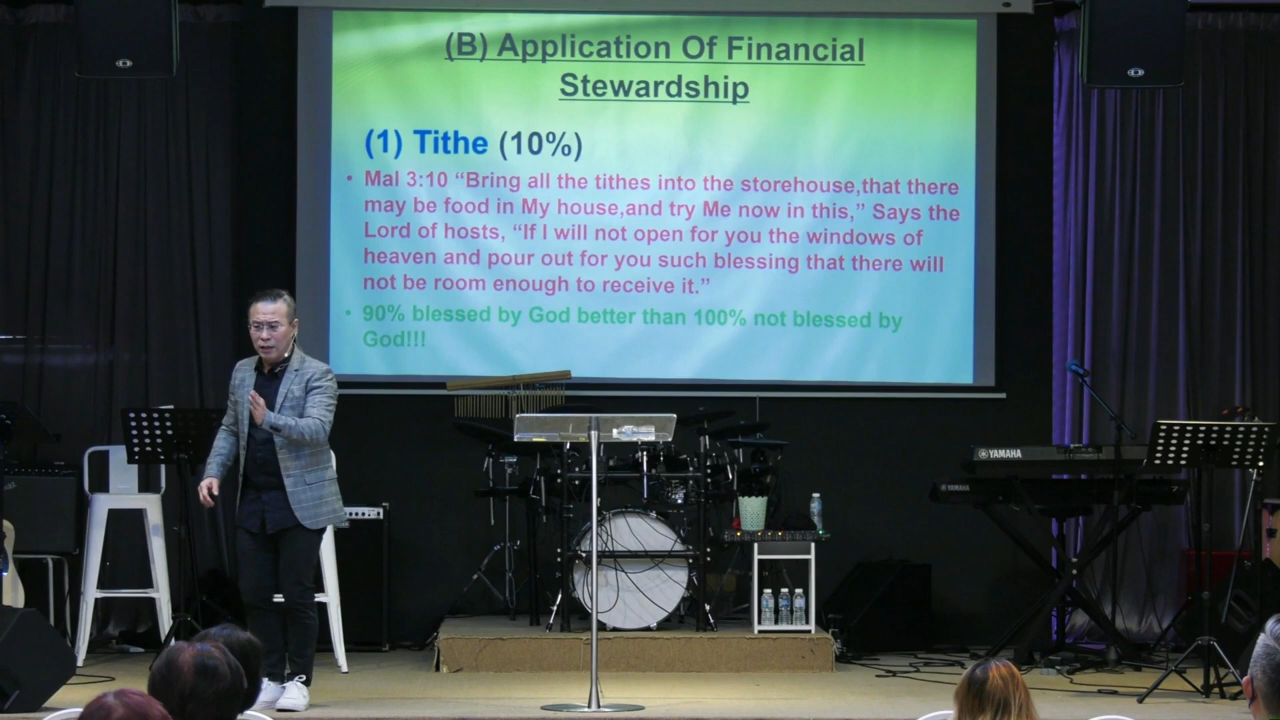 (B) Application Of Financial
Stewardship
(1) Tithe (10%)
• Mal 3:10 “Bring all the tithes into the storehouse,that there
may be food in My house,and try Me now in this,” Says the
Lord of hosts, “If I will not open for you the windows of
heaven and pour out for you such blessing that there will
not be room enough to receive it.”
• 90% blessed by God better than 100% not blessed by
God!!!
YAMAHA
YAMAHA